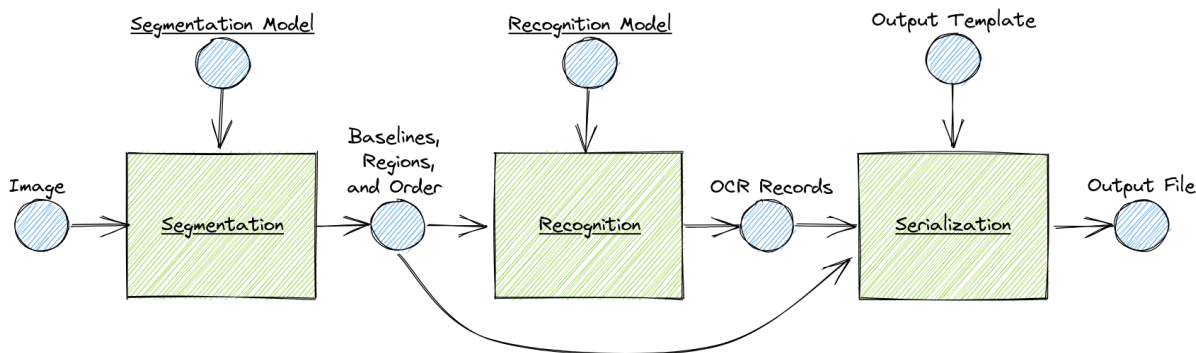 Segmentation Model
Recognition Model
Output Template
Image
Segmentation
Baselines,
Regions,
and Order
Recognition
OCR Records
Serialization
Output File